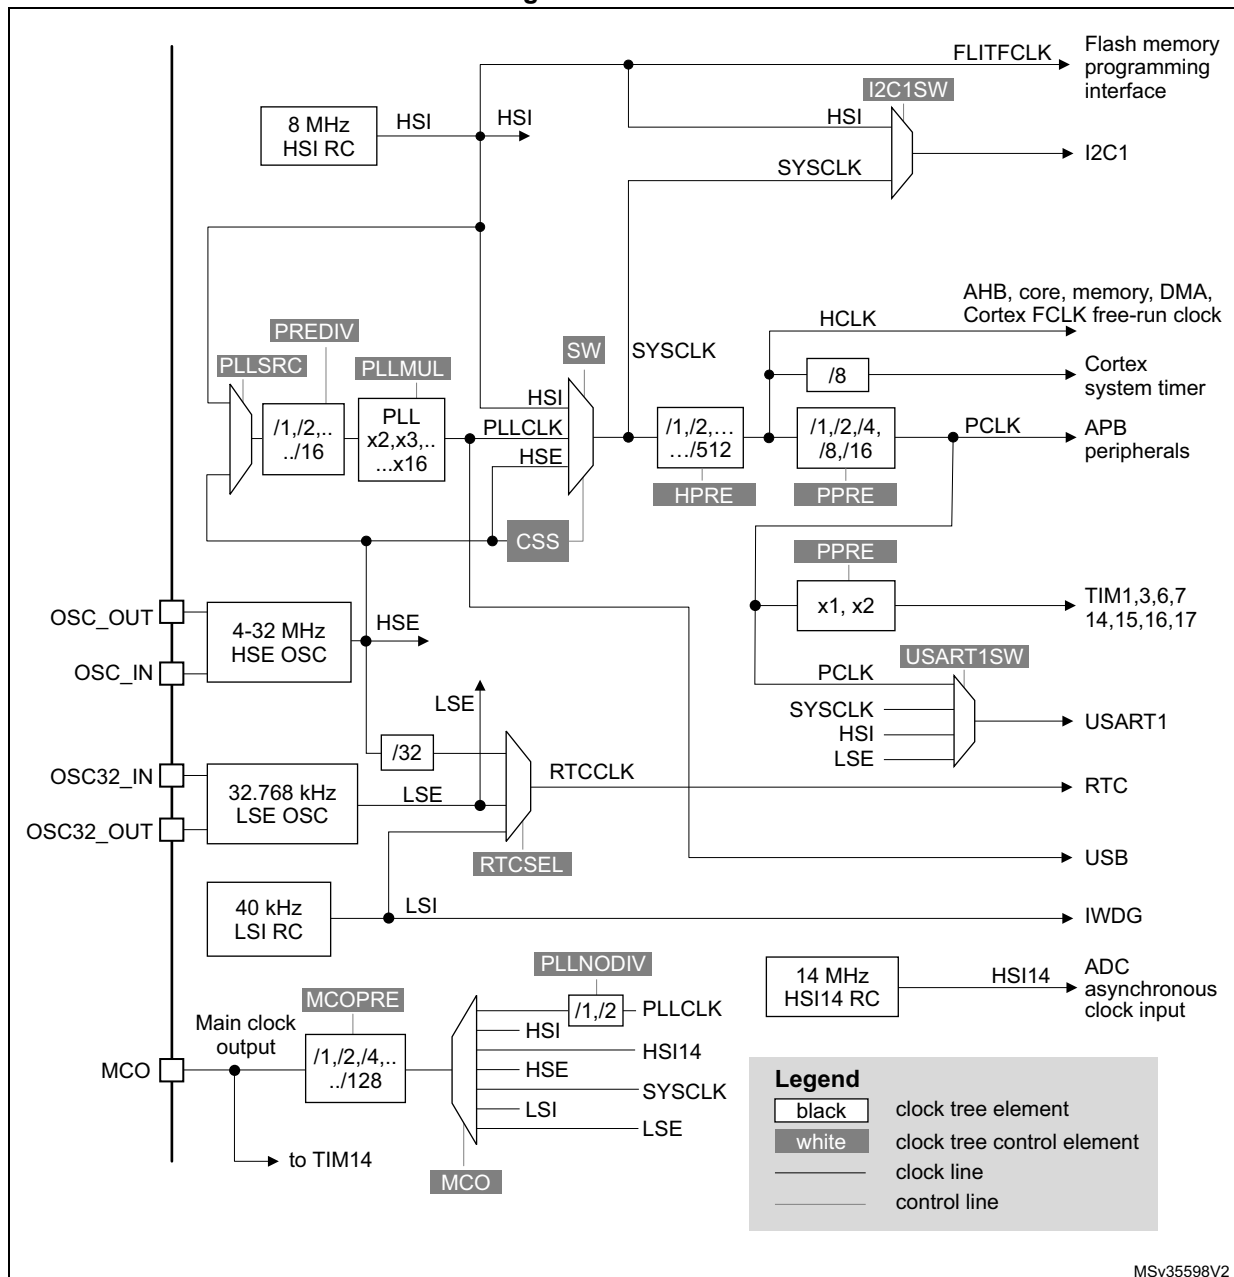 FLITFCLK
Flash memory
programming
interface
I2C1SW
8 MHz
HSI RC
HSI
HSI
HSI
SYSCLK
I2C1
AHB, core, memory, DMA,
Cortex FCLK free-run clock
HCLK
PREDIV
PLLSRC
PLLMUL
SW
SYSCLK
/8
Cortex
system timer
/1,/2,..
../16
PLL
x2,x3,..
...x16
HSI
PLLCLK
HSE
/1,/2,…
…/512
/1,/2,/4,
/8,/16
PCLK
APB
peripherals
HPRE
PPRE
CSS
PPRE
OSC_OUT
OSC_IN
4-32 MHz
HSE OSC
HSE
x1, x2
TIM1,3,6,7
14,15,16,17
USART1SW
PCLK
SYSCLK
HSI
LSE
USART1
LSE
/32
OSC32_IN
OSC32_OUT
32.768 kHz
LSE OSC
LSE
RTCCLK
RTC
RTCSEL
USB
40 kHz
LSI RC
LSI
IWDG
PLLNODIV
14 MHz
HSI14 RC
HSI14
ADC
asynchronous
clock input
MCOPRE
Main clock
output
MCO
/1,/2,/4,..
../128
/1,/2
PLLCLK
HSI
HSI14
HSE
SYSCLK
LSI
LSE
to TIM14
MCO
Legend
black
clock tree element
white
clock tree control element
clock line
control line
MSv35598V2